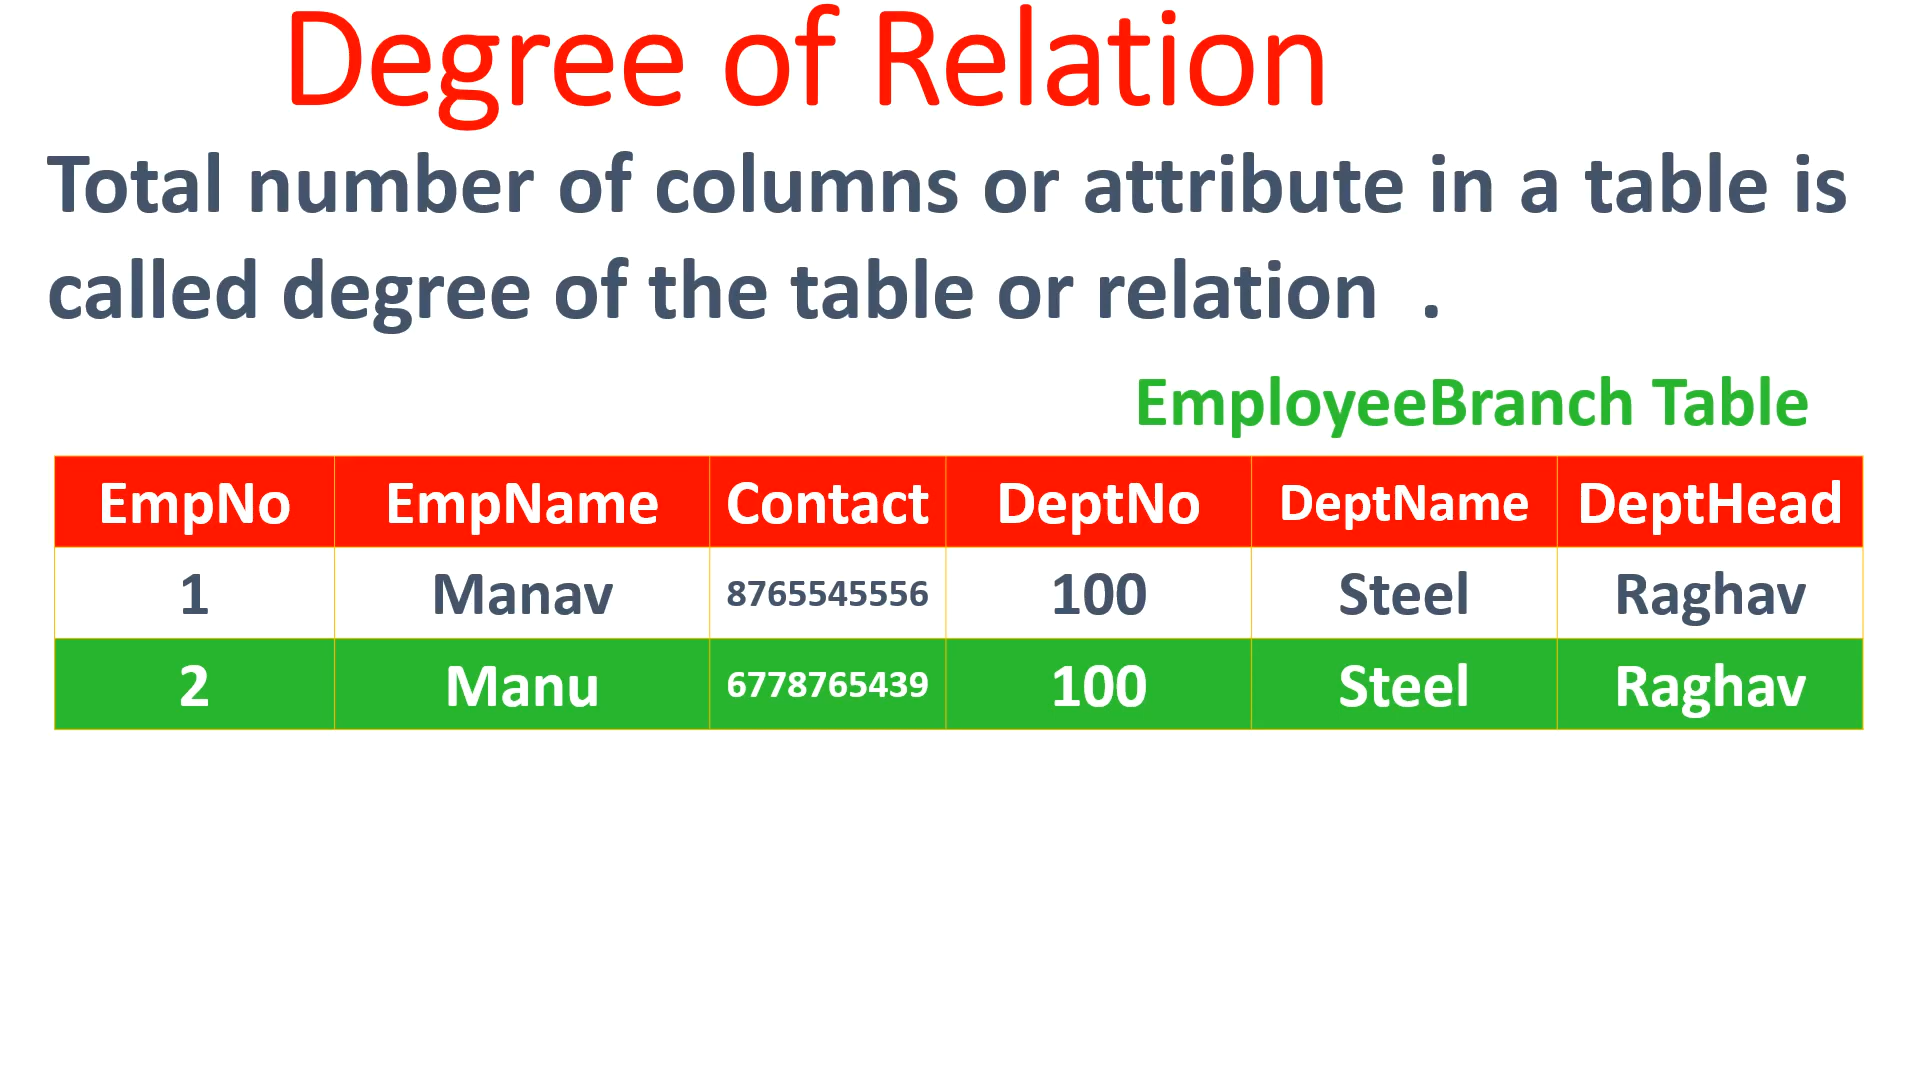 Degree of Relation
Total number of columns or attribute in a table is
called degree of the table or relation  .
EmployeeBranch Table
EmpNo EmpName Contact DeptNo DeptName DeptHead
1 Manav 8765545556 100 Steel Raghav
2 Manu 6778765439 100 Steel Raghav